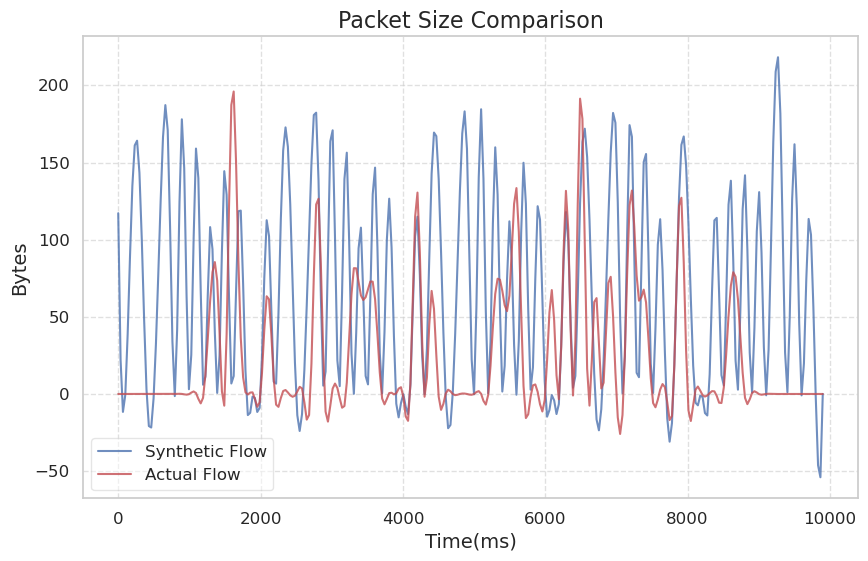 Packet Size Comparison
Bytes
200
150
100
50
0
−50
Synthetic Flow
Actual Flow
0 2000 4000 6000 8000 10000
Time(ms)